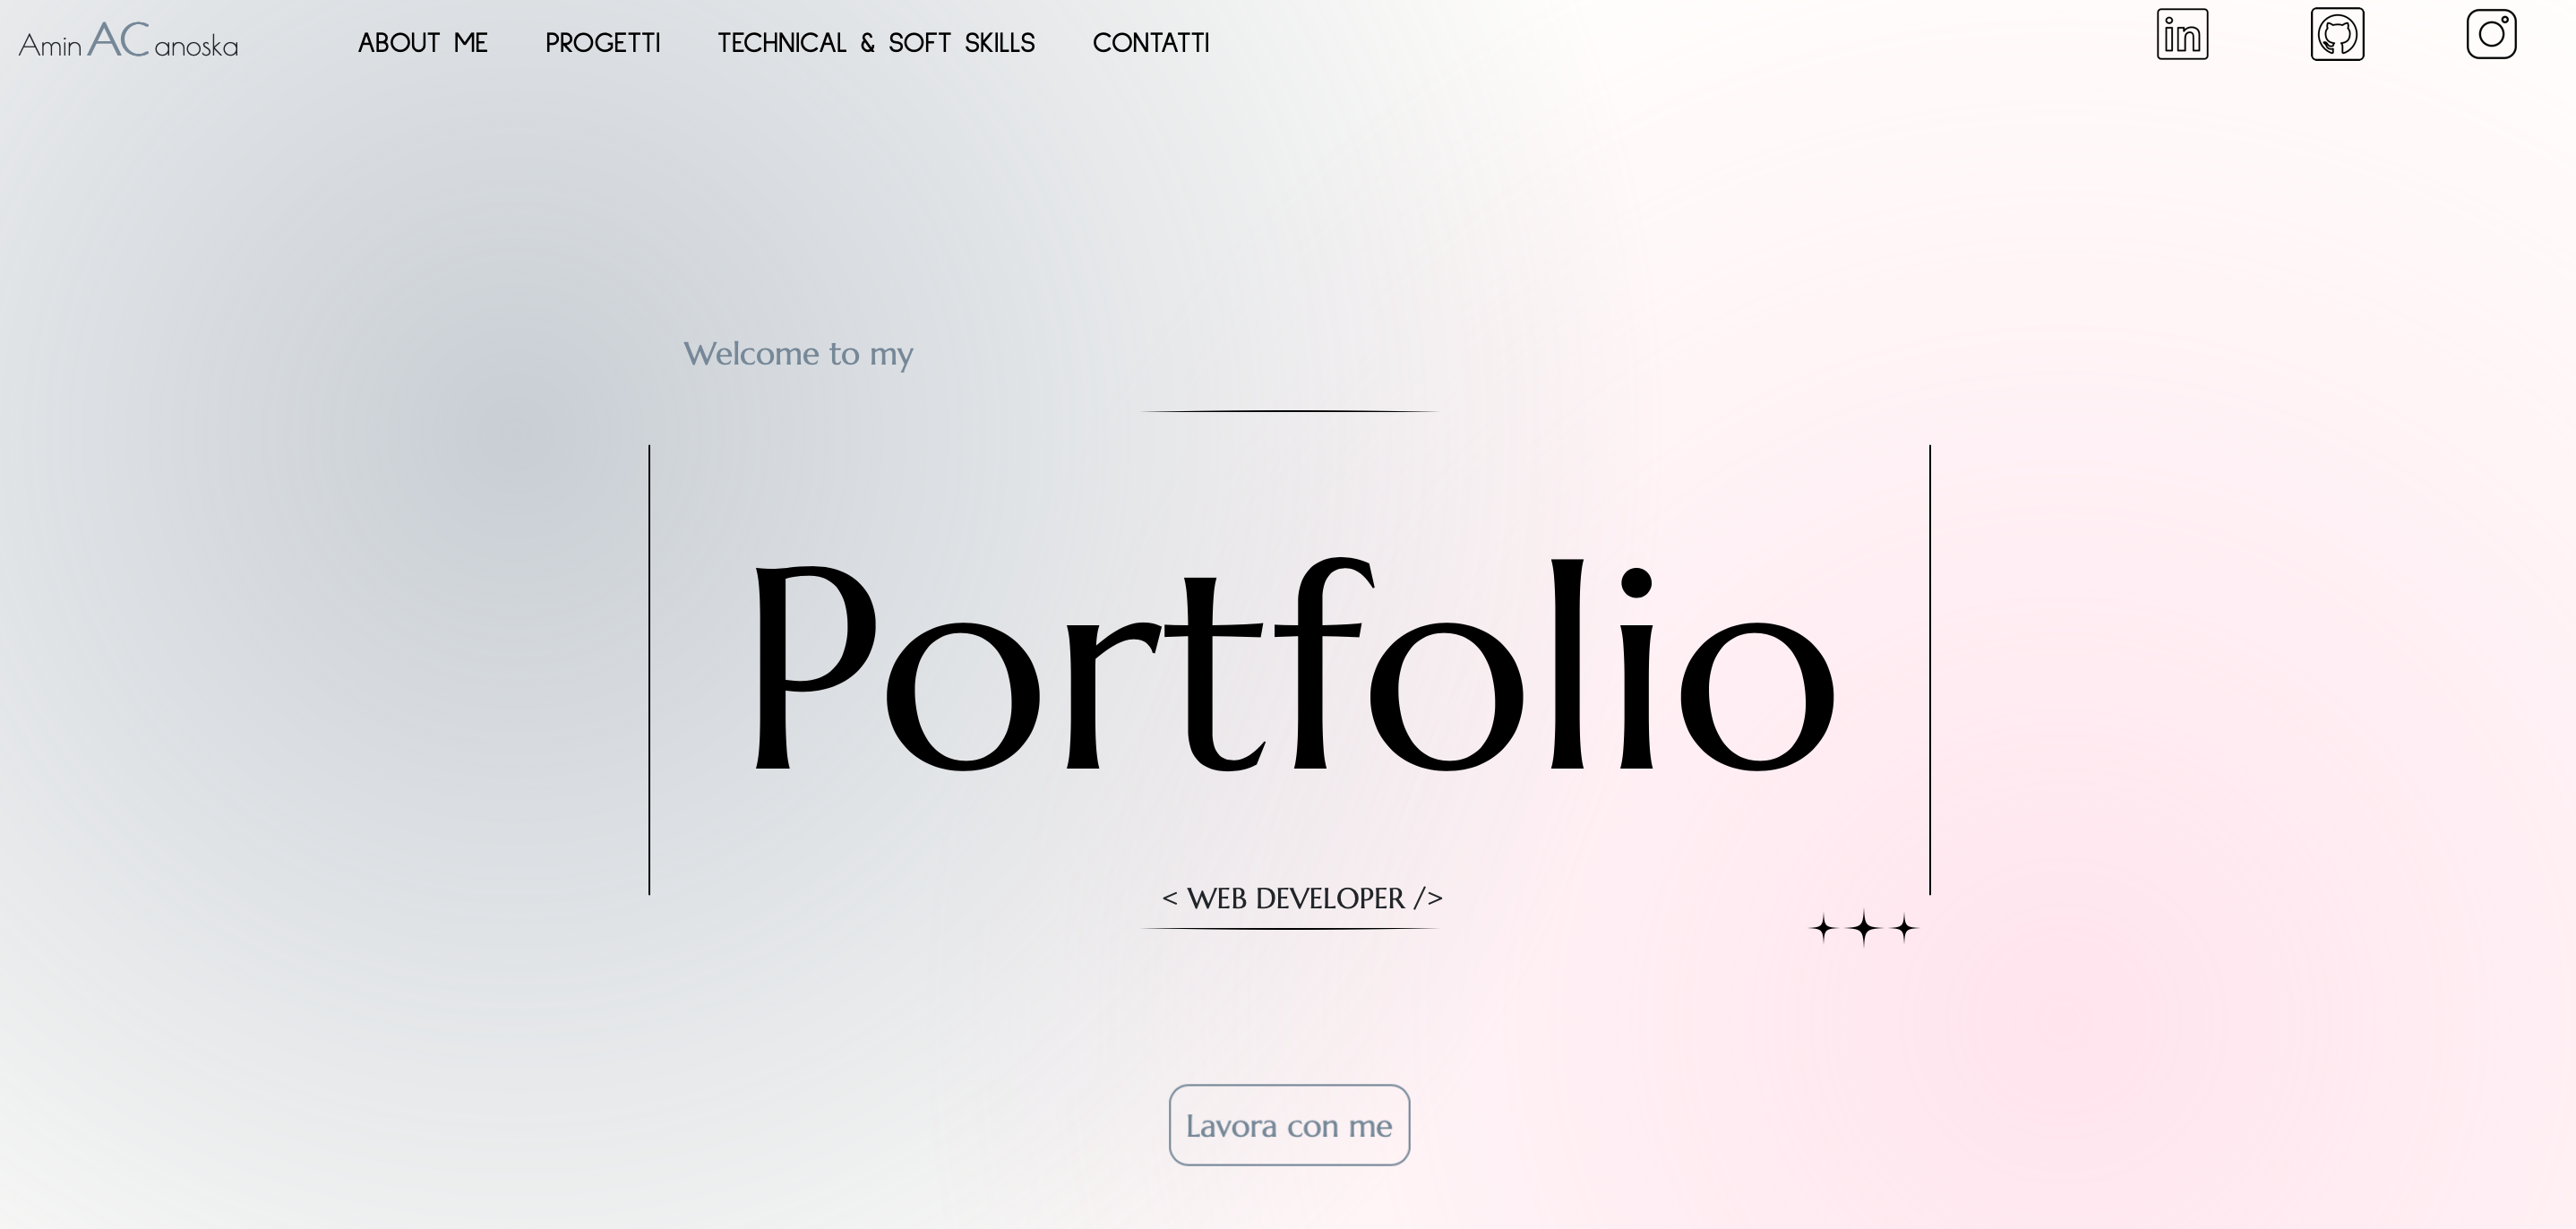 Amin AC anoska
ABOUT ME PROGETTI TECHNICAL & SOFT SKILLS CONTATTI in
Welcome to my
Portfolio
< WEB DEVELOPER />
Lavora con me